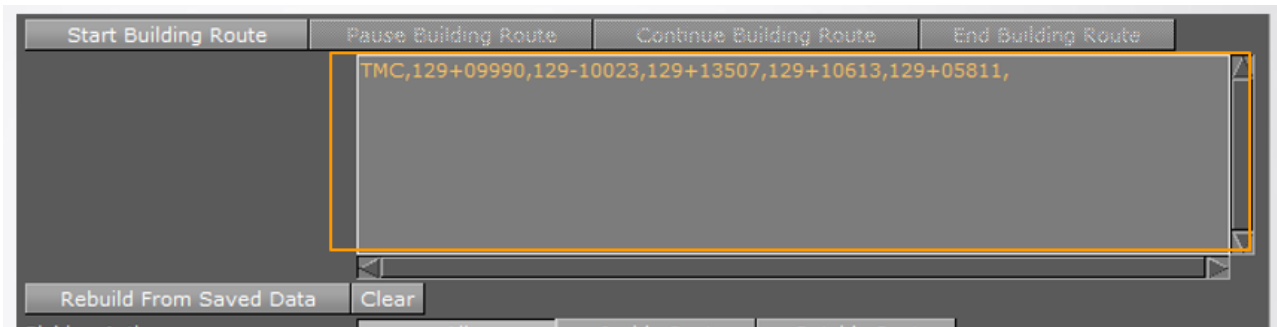 Start Building Route Pause Building Route Continue Building Route End Building Route
TMC,129+09990,129-10023,129+13507,129+10613,129+05811,
Rebuild From Saved Data Clear